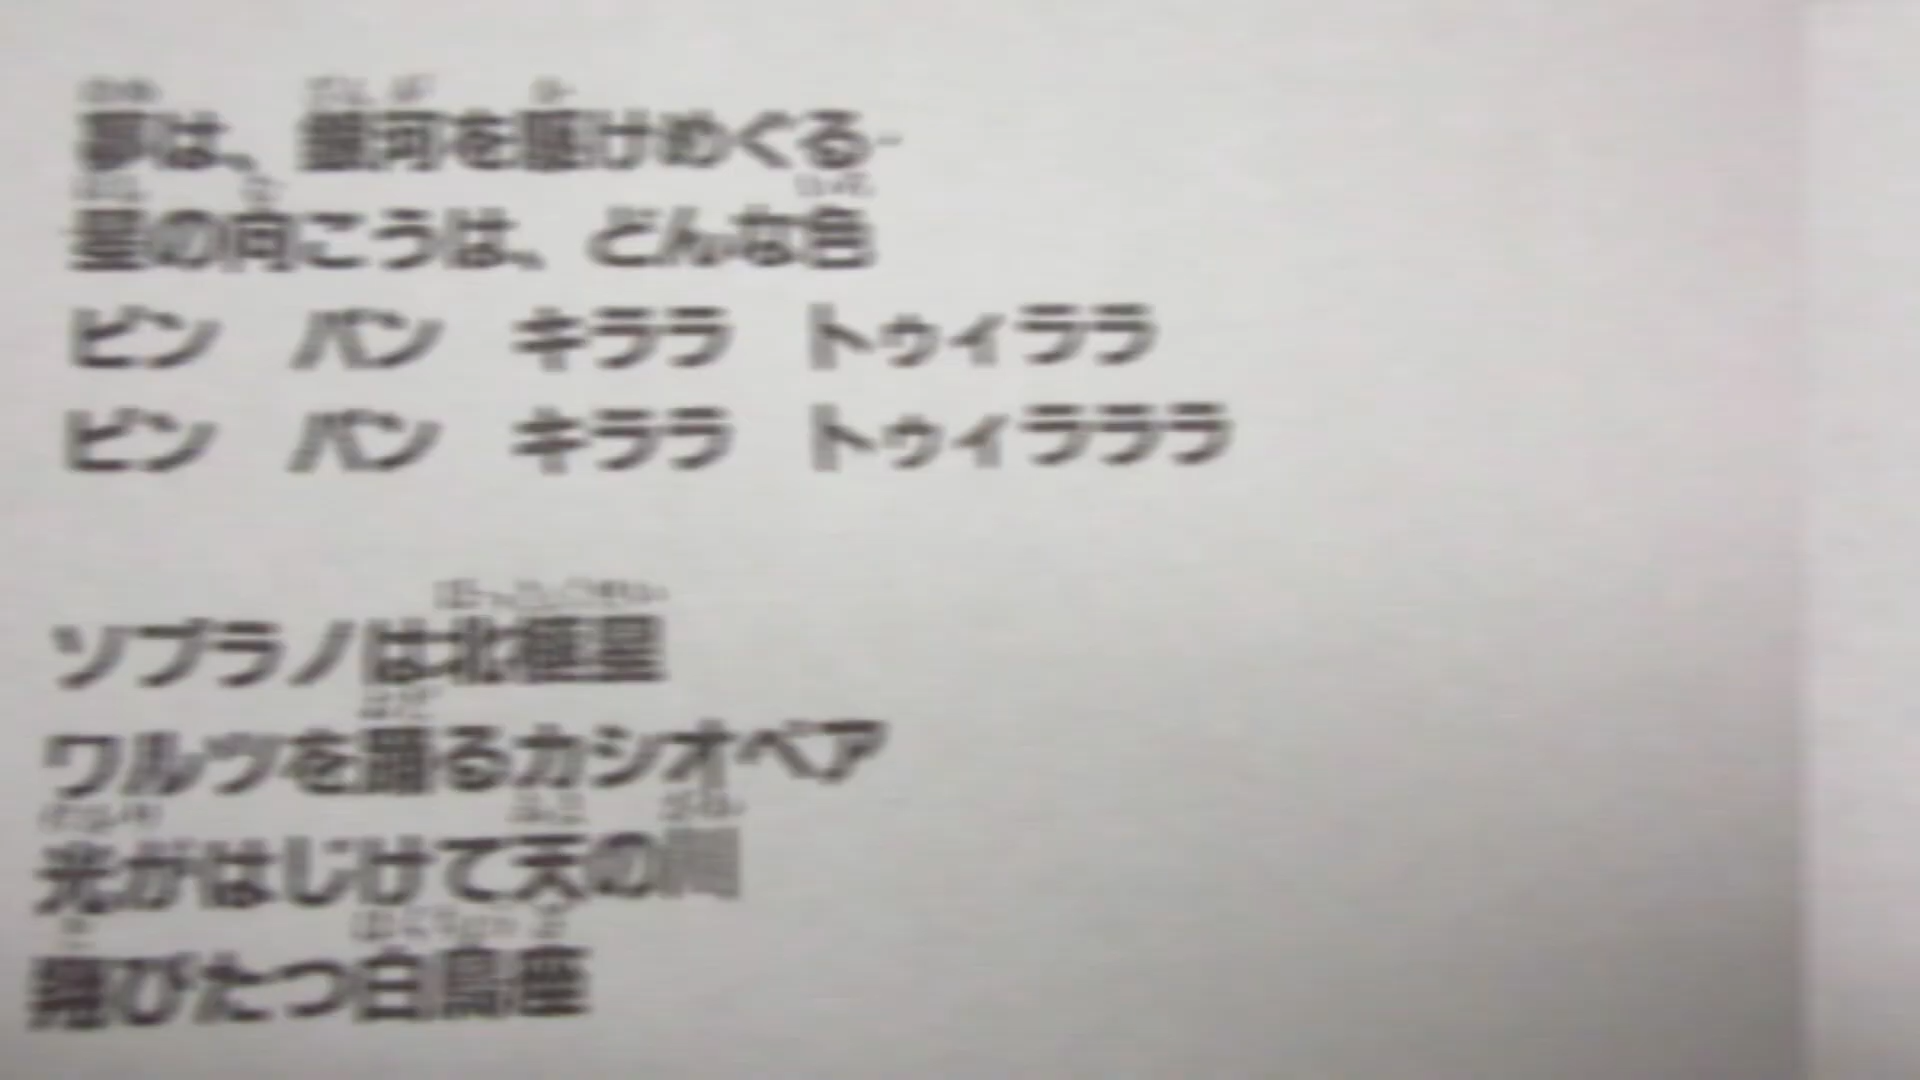 夢は、銀河を駆けめぐる
星の向こうは、どんな色
ピン パン キララ トゥィララ
ピン パン キララ トゥィラララ
ソプラノは北極星
ワルツを踊るカシオペア
光がはじけて天の川
翔びたつ白鳥座